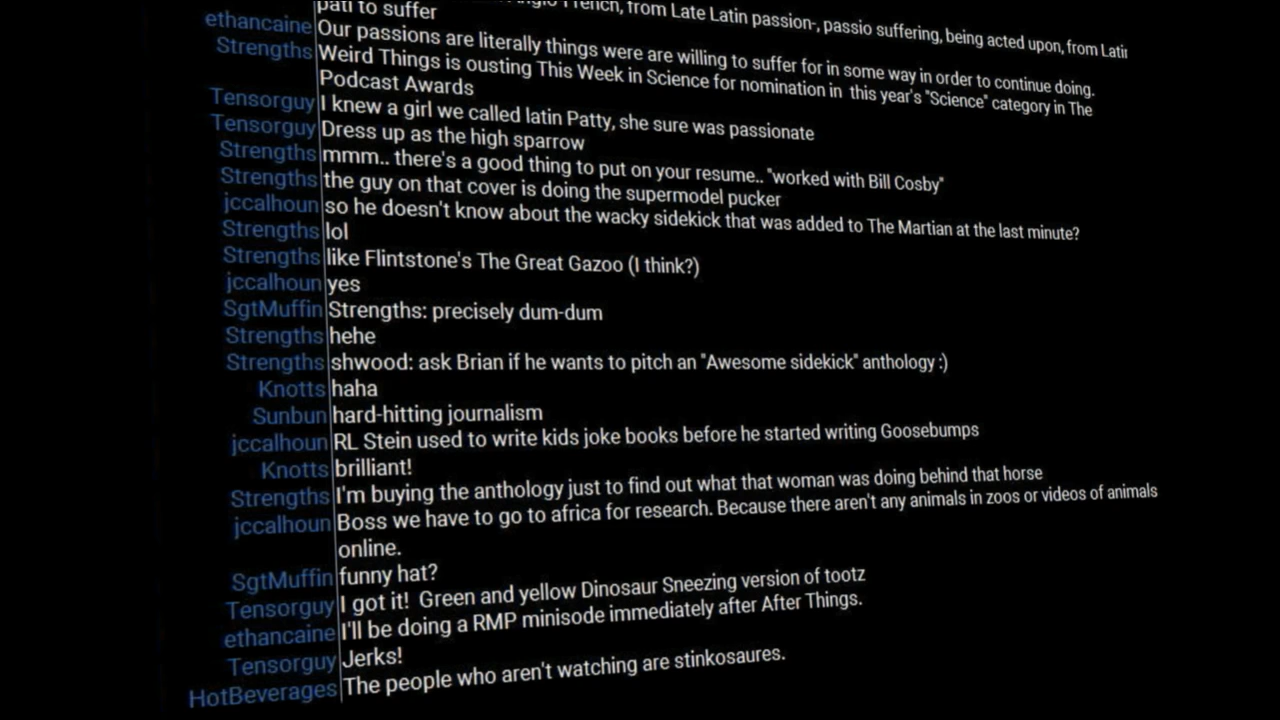 pati to suffer French, from Late Latin passion-, passio suffering, being acted upon, from Latin
ethancaine Our passions are literally things were are willing to suffer for in some way in order to continue doing.
Strengths Weird Things is ousting This Week in Science for nomination in this year's "Science" category in The
Podcast Awards
Tensorguy I knew a girl we called latin Patty, she sure was passionate
Tensorguy Dress up as the high sparrow
Strengths mmm.. there's a good thing to put on your resume.. "worked with Bill Cosby"
Strengths the guy on that cover is doing the supermodel pucker
jccalhoun so he doesn't know about the wacky sidekick that was added to The Martian at the last minute?
Strengths lol
Strengths like Flintstone's The Great Gazoo (I think?)
jccalhoun yes
SgtMuffin Strengths: precisely dum-dum
Strengths hehe
Strengths shwood: ask Brian if he wants to pitch an "Awesome sidekick" anthology :)
Knotts haha
Sunbun hard-hitting journalism
jccalhoun RL Stein used to write kids joke books before he started writing Goosebumps
Knotts brilliant!
Strengths I'm buying the anthology just to find out what that woman was doing behind that horse
jccalhoun Boss we have to go to africa for research. Because there aren't any animals in zoos or videos of animals
online.
SgtMuffin funny hat?
Tensorguy I got it! Green and yellow Dinosaur Sneezing version of tootz
ethancaine I'll be doing a RMP minisode immediately after After Things.
Tensorguy Jerks!
HotBeverages The people who aren't watching are stinkosaures.